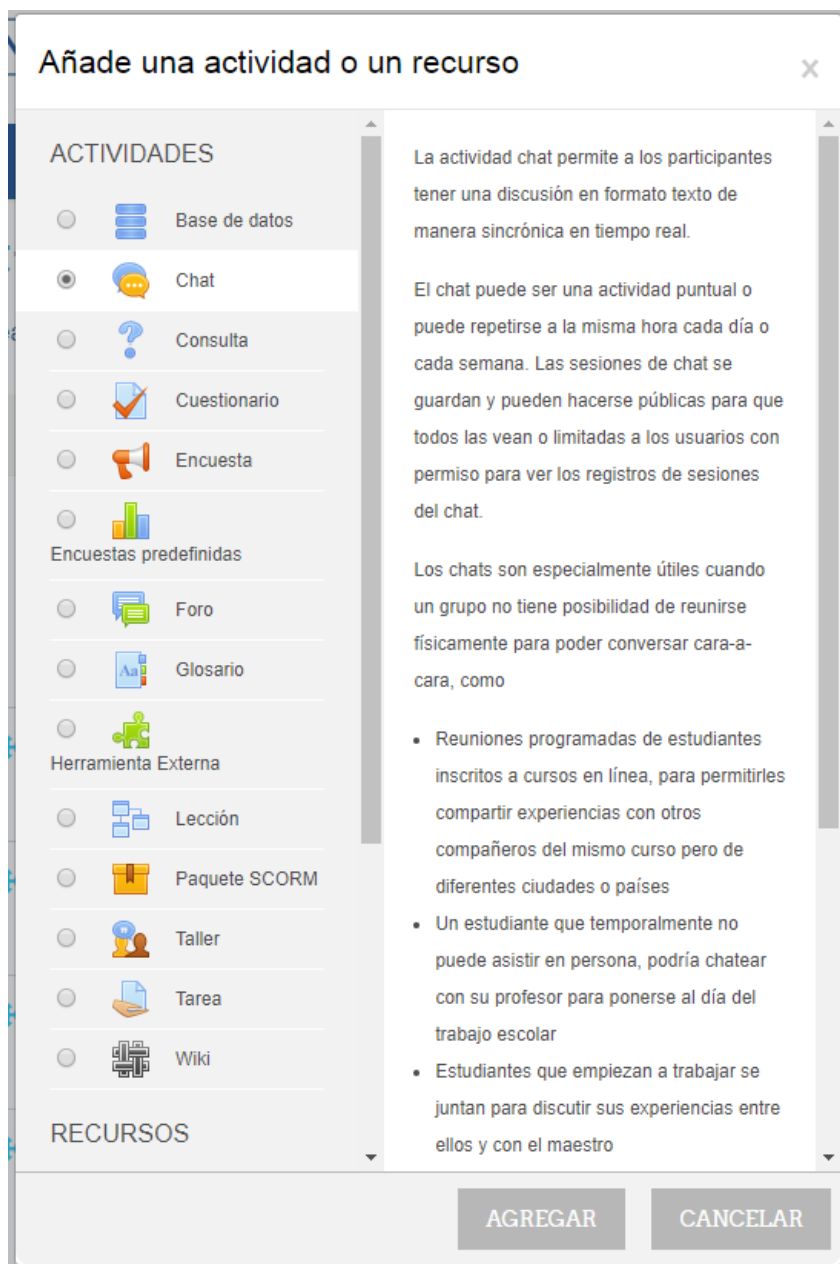 Añade una actividad o un recurso
×
ACTIVIDADES
Base de datos
Chat
Consulta
Cuestionario
Encuesta
Encuestas predefinidas
Foro
Glosario
Herramienta Externa
Lección
Paquete SCORM
Taller
Tarea
Wiki
RECURSOS
La actividad chat permite a los participantes
tener una discusión en formato texto de
manera sincrónica en tiempo real.
El chat puede ser una actividad puntual o
puede repetirse a la misma hora cada día o
cada semana. Las sesiones de chat se
guardan y pueden hacerse públicas para que
todos las vean o limitadas a los usuarios con
permiso para ver los registros de sesiones
del chat.
Los chats son especialmente útiles cuando
un grupo no tiene posibilidad de reunirse
físicamente para poder conversar cara-a-
cara, como
• Reuniones programadas de estudiantes
inscritos a cursos en línea, para permitirles
compartir experiencias con otros
compañeros del mismo curso pero de
diferentes ciudades o países
• Un estudiante que temporalmente no
puede asistir en persona, podría chatear
con su profesor para ponerse al día del
trabajo escolar
• Estudiantes que empiezan a trabajar se
juntan para discutir sus experiencias entre
ellos y con el maestro
AGREGAR
CANCELAR